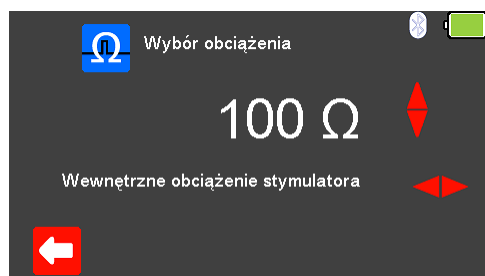 Ω
Wybór obciążenia
100 Ω
Wewnętrzne obciążenie stymulatora